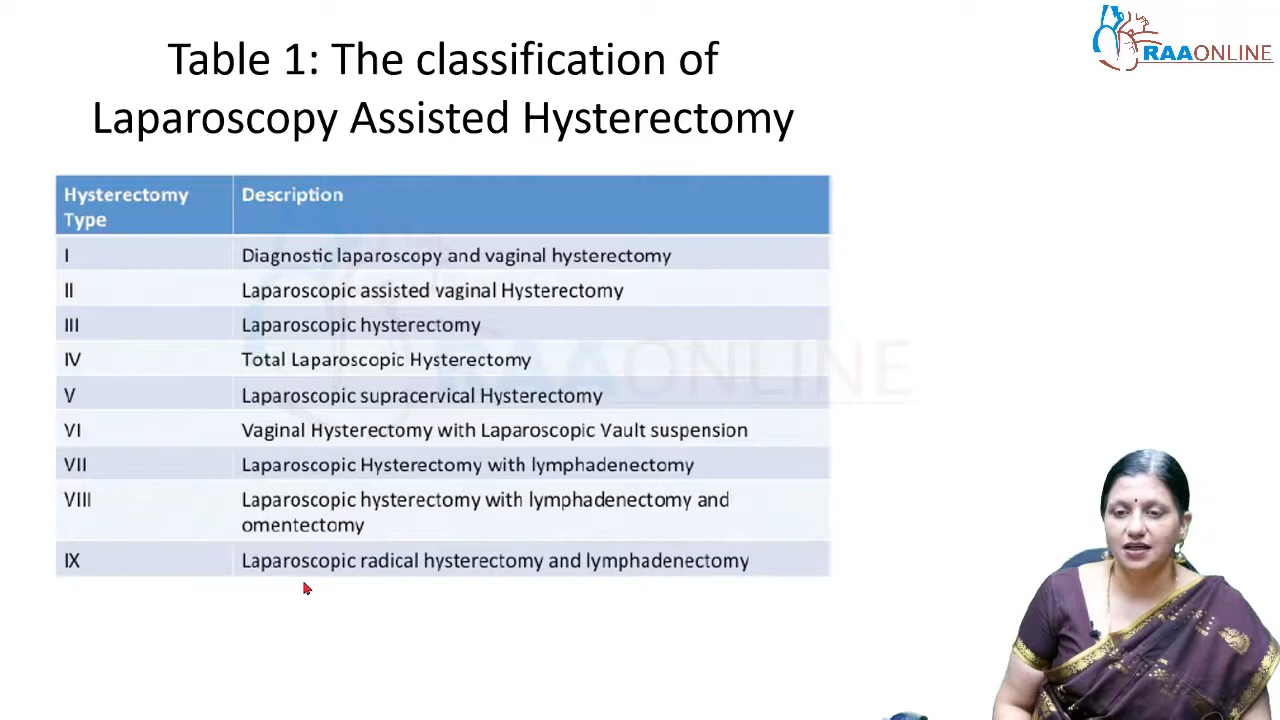 Table 1: The classification of
Laparoscopy Assisted Hysterectomy
RAAONLINE
Hysterectomy Type Description
I Diagnostic laparoscopy and vaginal hysterectomy
II Laparoscopic assisted vaginal Hysterectomy
III Laparoscopic hysterectomy
IV Total Laparoscopic Hysterectomy
V Laparoscopic supracervical Hysterectomy
VI Vaginal Hysterectomy with Laparoscopic Vault suspension
VII Laparoscopic Hysterectomy with lymphadenectomy
VIII Laparoscopic hysterectomy with lymphadenectomy and
omentectomy
IX Laparoscopic radical hysterectomy and lymphadenectomy
RAAONLINE